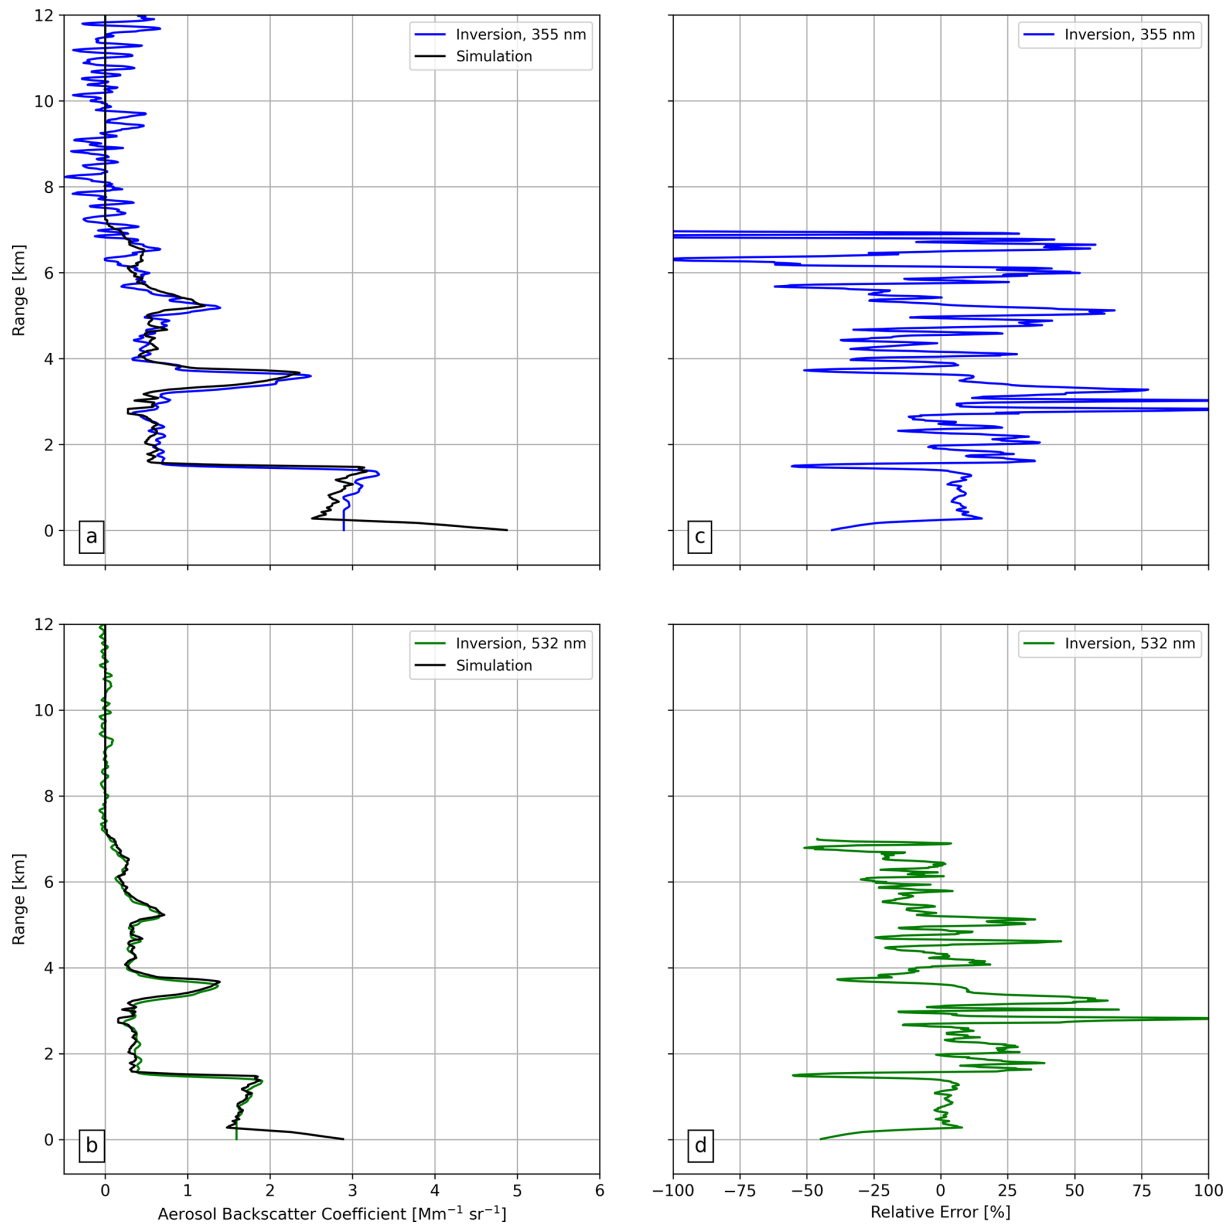 12
10
8
6
4
2
0
Range [km]
Inversion, 355 nm
Simulation
a
Inversion, 355 nm
c
12
10
8
6
4
2
0
Range [km]
Inversion, 532 nm
Simulation
b
0 1 2 3 4 5 6
Aerosol Backscatter Coefficient [Mm⁻¹ sr⁻¹]
Inversion, 532 nm
d
−100 −75 −50 −25 0 25 50 75 100
Relative Error [%]